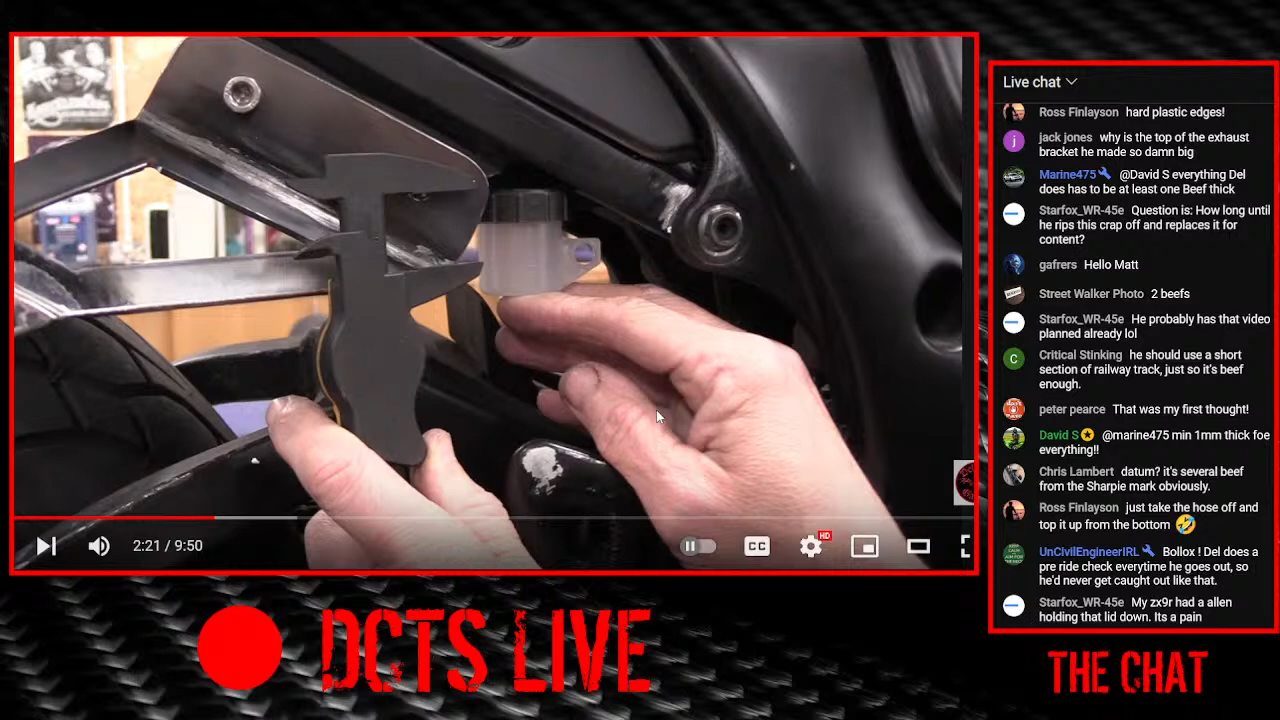 2:21 / 9:50
CC
HD
DCTS LIVE
Live chat
Ross Finlayson hard plastic edges!
jack jones why is the top of the exhaust
bracket he made so damn big
Marine475 @David S everything Del
does has to be at least one Beef thick
Starfox_WR-45e Question is: How long until
he rips this crap off and replaces it for
content?
gafrers Hello Matt
Street Walker Photo 2 beefs
Starfox_WR-45e He probably has that video
planned already lol
C Critical Stinking he should use a short
section of railway track, just so it's beef
enough.
peter pearce That was my first thought!
David S @marine475 min 1mm thick foe
everything!!
Chris Lambert datum? it's several beef
from the Sharpie mark obviously.
Ross Finlayson just take the hose off and
top it up from the bottom 🤣
UnCivilEngineerIRL Bollox ! Del does a
pre ride check everytime he goes out, so
he'd never get caught out like that.
Starfox_WR-45e My zx9r had a allen
holding that lid down. Its a pain
THE CHAT